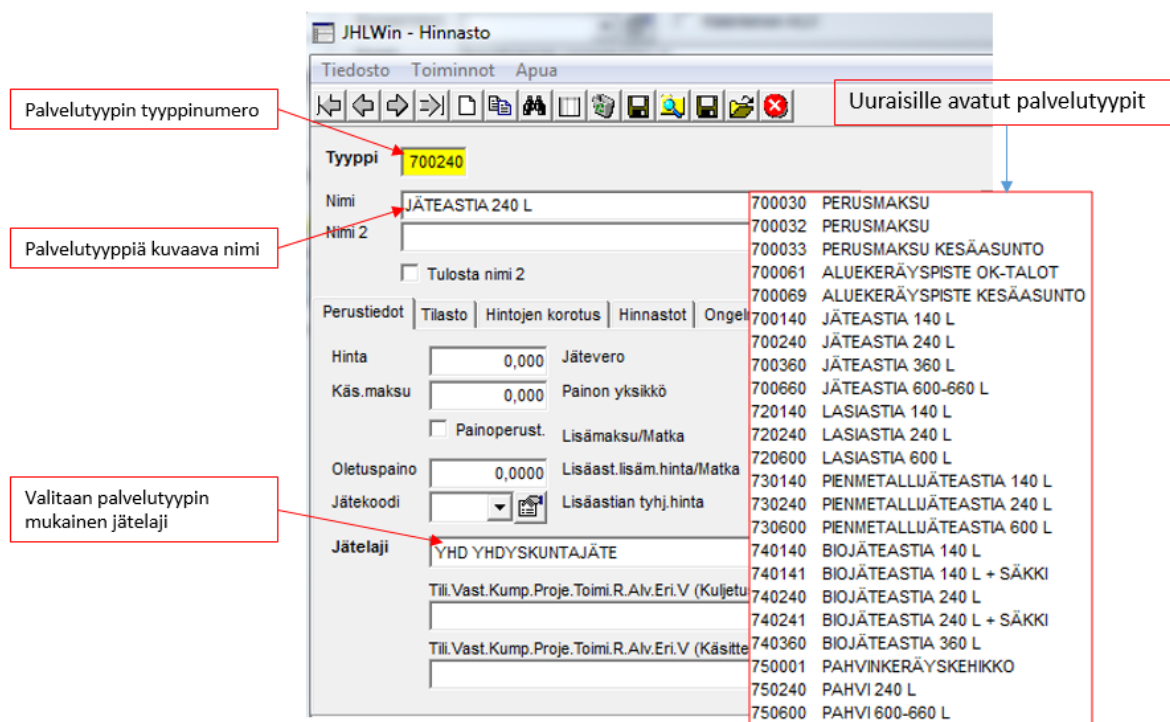 JHLWin - Hinnasto
Tiedosto Toiminnot Apua
Palvelutyypin tyyppinumero
Uuraisille avatut palvelutyypit
Tyyppi 700240
Nimi JÄTEASTIA 240 L
Nimi 2
Palvelutyyppiä kuvaava nimi
Tulosta nimi 2
Perustiedot Tilasto Hintojen korotus Hinnastot Ongelm
Hinta 0,000 Jätevero
Käs.maksu 0,000 Painon yksikkö
Painoperust. Lisämaksu/Matka
Oletuspaino 0,0000 Lisäast.lisäm.hinta/Matka
Jätekoodi Lisäastian tyhj.hinta
Valitaan palvelutyypin
mukainen jätelaji
Jätelaji YHD YHDYSKUNTAJÄTE
Tili.Vast.Kump.Proje.Toimi.R.Alv.Eri.V (Kuljetu
Tili.Vast.Kump.Proje.Toimi.R.Alv.Eri.V (Käsitte
700030 PERUSMAKSU
700032 PERUSMAKSU
700033 PERUSMAKSU KESÄASUNTO
700061 ALUEKERÄYSPISTE OK-TALOT
700069 ALUEKERÄYSPISTE KESÄASUNTO
700140 JÄTEASTIA 140 L
700240 JÄTEASTIA 240 L
700360 JÄTEASTIA 360 L
700660 JÄTEASTIA 600-660 L
720140 LASIASTIA 140 L
720240 LASIASTIA 240 L
720600 LASIASTIA 600 L
730140 PIENMETALLIJÄTEASTIA 140 L
730240 PIENMETALLIJÄTEASTIA 240 L
730600 PIENMETALLIJÄTEASTIA 600 L
740140 BIOJÄTEASTIA 140 L
740141 BIOJÄTEASTIA 140 L + SÄKKI
740240 BIOJÄTEASTIA 240 L
740241 BIOJÄTEASTIA 240 L + SÄKKI
740360 BIOJÄTEASTIA 360 L
750001 PAHVINKERÄYSKEHIKKO
750240 PAHVI 240 L
750600 PAHVI 600-660 L